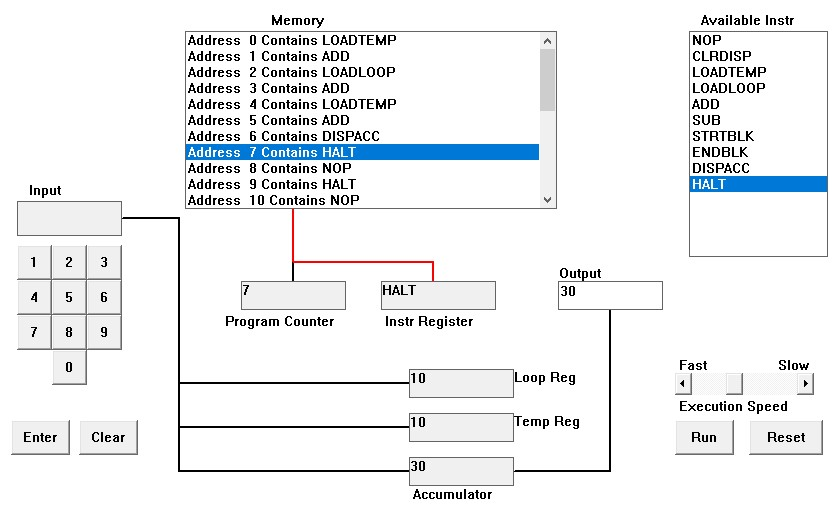 Memory
Address  0 Contains LOADTEMP
Address  1 Contains ADD
Address  2 Contains LOADLOOP
Address  3 Contains ADD
Address  4 Contains LOADTEMP
Address  5 Contains ADD
Address  6 Contains DISPACC
Address  7 Contains HALT
Address  8 Contains NOP
Address  9 Contains HALT
Address  10 Contains NOP
Available Instr
NOP
CLRDISP
LOADTEMP
LOADLOOP
ADD
SUB
STRTBLK
ENDBLK
DISPACC
HALT
Input
1 2 3
4 5 6
7 8 9
0
Enter Clear
7
Program Counter
HALT
Instr Register
Output
30
10 Loop Reg
10 Temp Reg
30
Accumulator
Fast Slow
Execution Speed
Run Reset